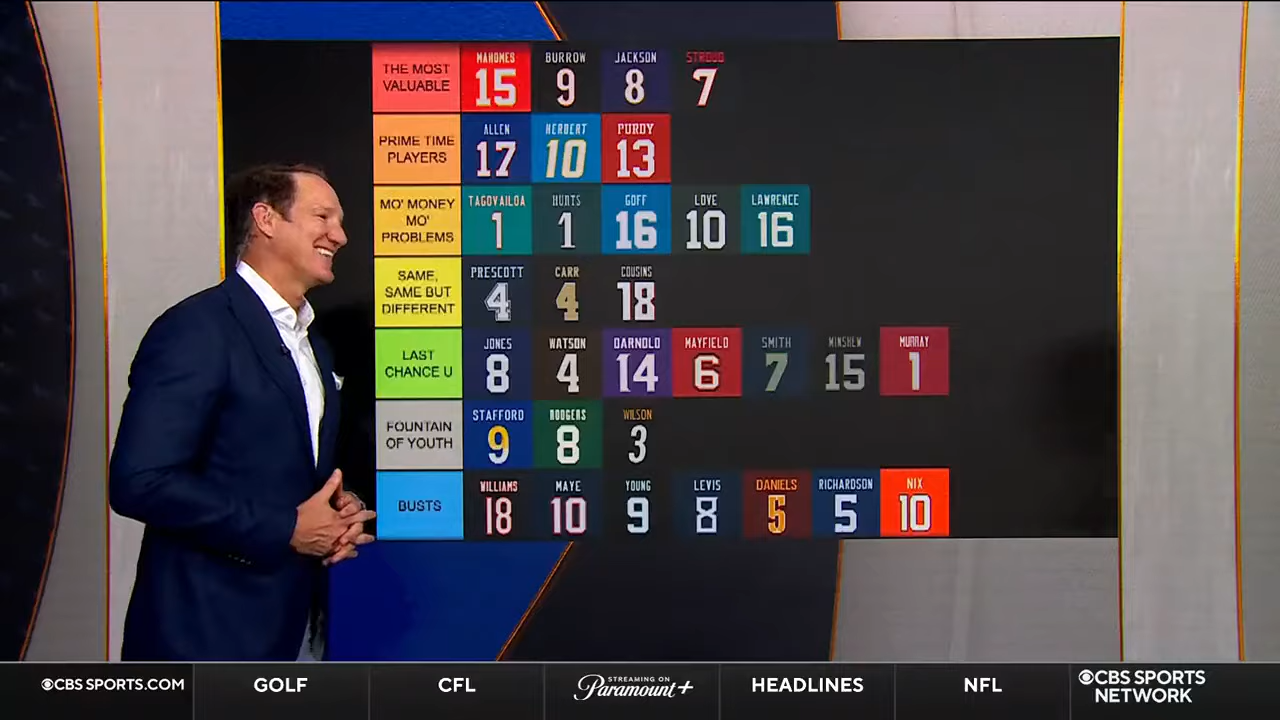 THE MOST
VALUABLE
MAHOMES
15
BURROW
9
JACKSON
8
STROUD
7
PRIME TIME
PLAYERS
ALLEN
17
HERBERT
10
PURDY
13
MO' MONEY
MO'
PROBLEMS
TAGOVAILOA
1
HURTS
1
GOFF
16
LOVE
10
LAWRENCE
16
SAME,
SAME BUT
DIFFERENT
PRESCOTT
4
CARR
4
COUSINS
18
LAST
CHANCE U
JONES
8
WATSON
4
DARNOLD
14
MAYFIELD
6
SMITH
7
MINSHEW
15
MURRAY
1
FOUNTAIN
OF YOUTH
STAFFORD
9
RODGERS
8
WILSON
3
BUSTS
WILLIAMS
18
MAYE
10
YOUNG
9
LEVIS
8
DANIELS
5
RICHARDSON
5
NIX
10
CBS SPORTS.COM
GOLF
CFL
STREAMING ON
Paramount+
HEADLINES
NFL
CBS SPORTS
NETWORK